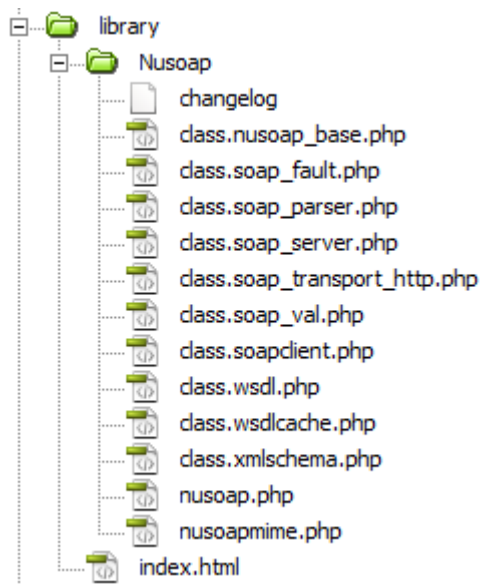 library
Nusoap
changelog
class.nusoap_base.php
class.soap_fault.php
class.soap_parser.php
class.soap_server.php
class.soap_transport_http.php
class.soap_val.php
class.soapclient.php
class.wsdl.php
class.wsdlcache.php
class.xmlschema.php
nusoap.php
nusoapmime.php
index.html